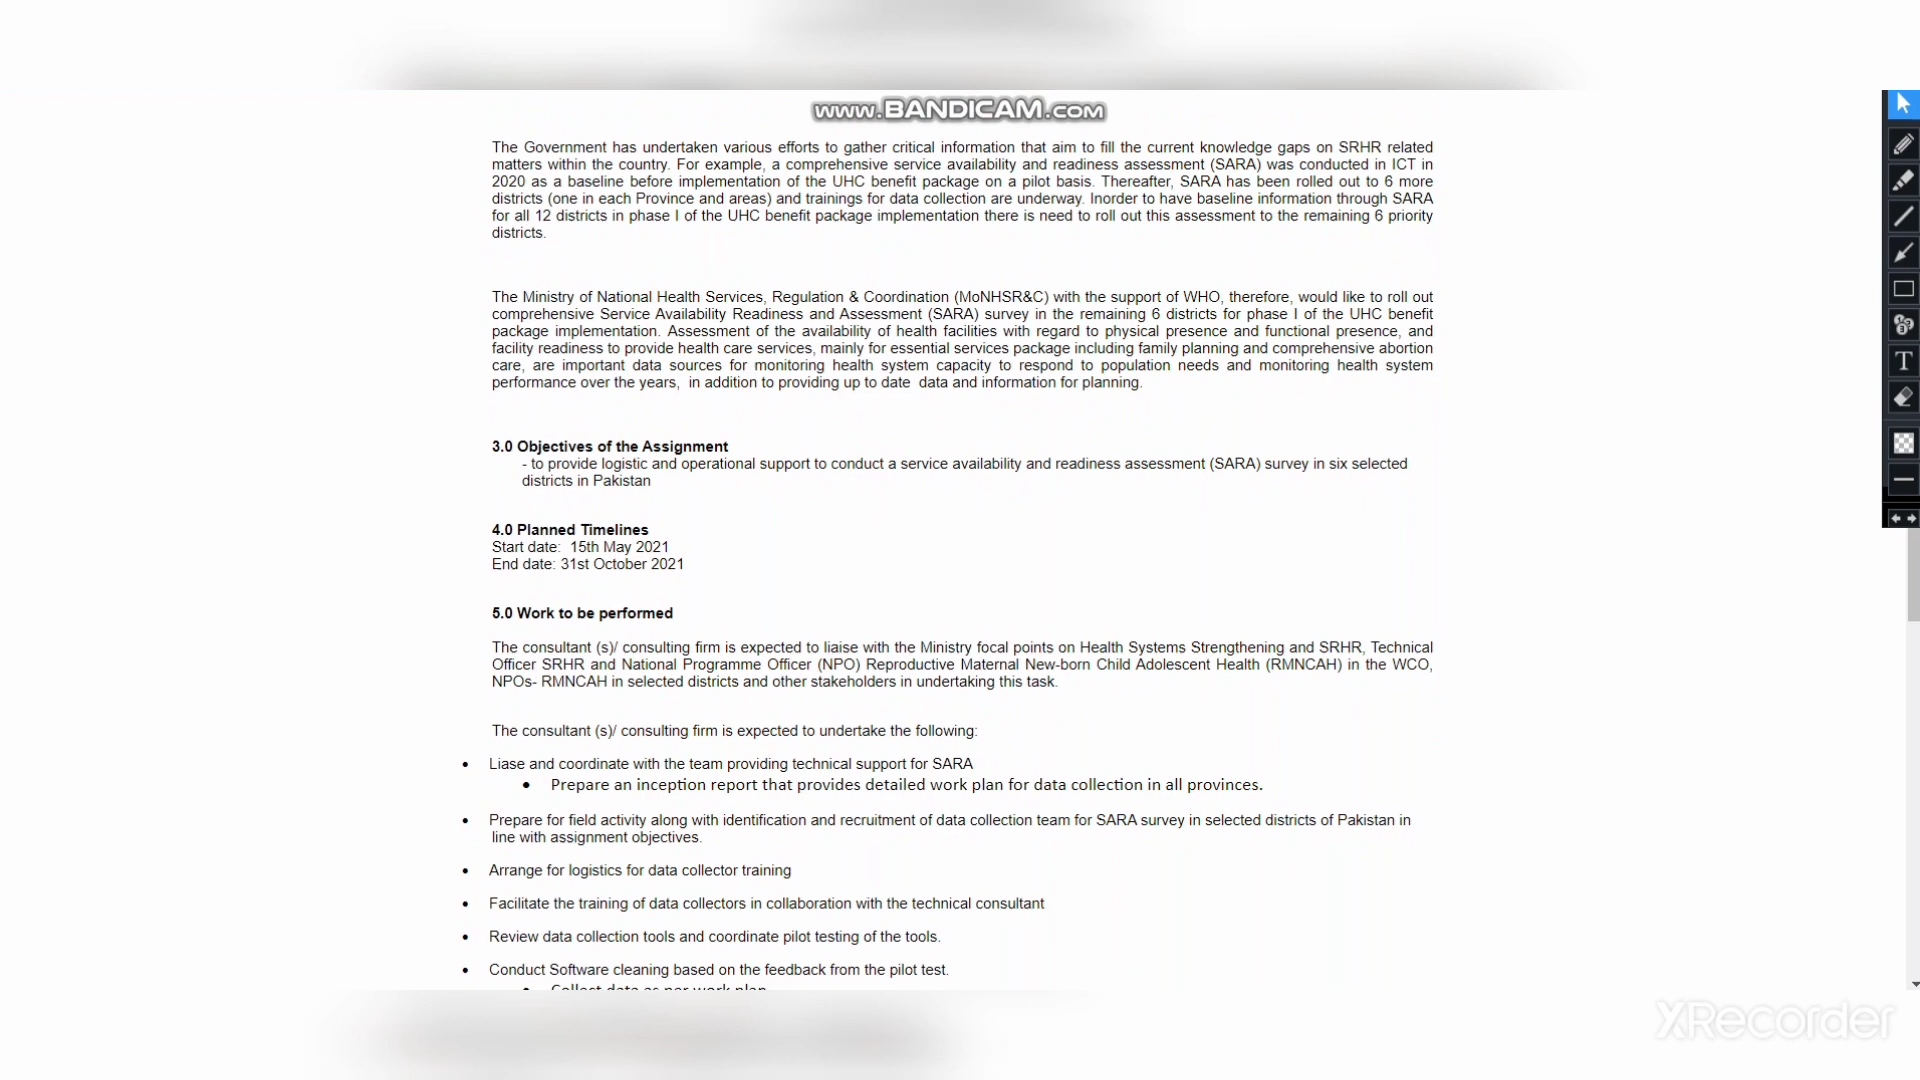 www.BANDICAM.COM
The Government has undertaken various efforts to gather critical information that aim to fill the current knowledge gaps on SRHR related
matters within the country. For example, a comprehensive service availability and readiness assessment (SARA) was conducted in ICT in
2020 as a baseline before implementation of the UHC benefit package on a pilot basis. Thereafter, SARA has been rolled out to 6 more
districts (one in each Province and areas) and trainings for data collection are underway. Inorder to have baseline information through SARA
for all 12 districts in phase I of the UHC benefit package implementation there is need to roll out this assessment to the remaining 6 priority
districts.
The Ministry of National Health Services, Regulation & Coordination (MoNHSR&C) with the support of WHO, therefore, would like to roll out
comprehensive Service Availability Readiness and Assessment (SARA) survey in the remaining 6 districts for phase I of the UHC benefit
package implementation. Assessment of the availability of health facilities with regard to physical presence and functional presence, and
facility readiness to provide health care services, mainly for essential services package including family planning and comprehensive abortion
care, are important data sources for monitoring health system capacity to respond to population needs and monitoring health system
performance over the years, in addition to providing up to date data and information for planning.
3.0 Objectives of the Assignment
- to provide logistic and operational support to conduct a service availability and readiness assessment (SARA) survey in six selected
districts in Pakistan
4.0 Planned Timelines
Start date: 15th May 2021
End date: 31st October 2021
5.0 Work to be performed
The consultant (s)/ consulting firm is expected to liaise with the Ministry focal points on Health Systems Strengthening and SRHR, Technical
Officer SRHR and National Programme Officer (NPO) Reproductive Maternal New-born Child Adolescent Health (RMNCAH) in the WCO,
NPOs- RMNCAH in selected districts and other stakeholders in undertaking this task.
The consultant (s)/ consulting firm is expected to undertake the following:
• Liase and coordinate with the team providing technical support for SARA
• Prepare an inception report that provides detailed work plan for data collection in all provinces.
• Prepare for field activity along with identification and recruitment of data collection team for SARA survey in selected districts of Pakistan in
line with assignment objectives.
• Arrange for logistics for data collector training
• Facilitate the training of data collectors in collaboration with the technical consultant
• Review data collection tools and coordinate pilot testing of the tools.
• Conduct Software cleaning based on the feedback from the pilot test.
• Collect data as per work plan
XRecorder